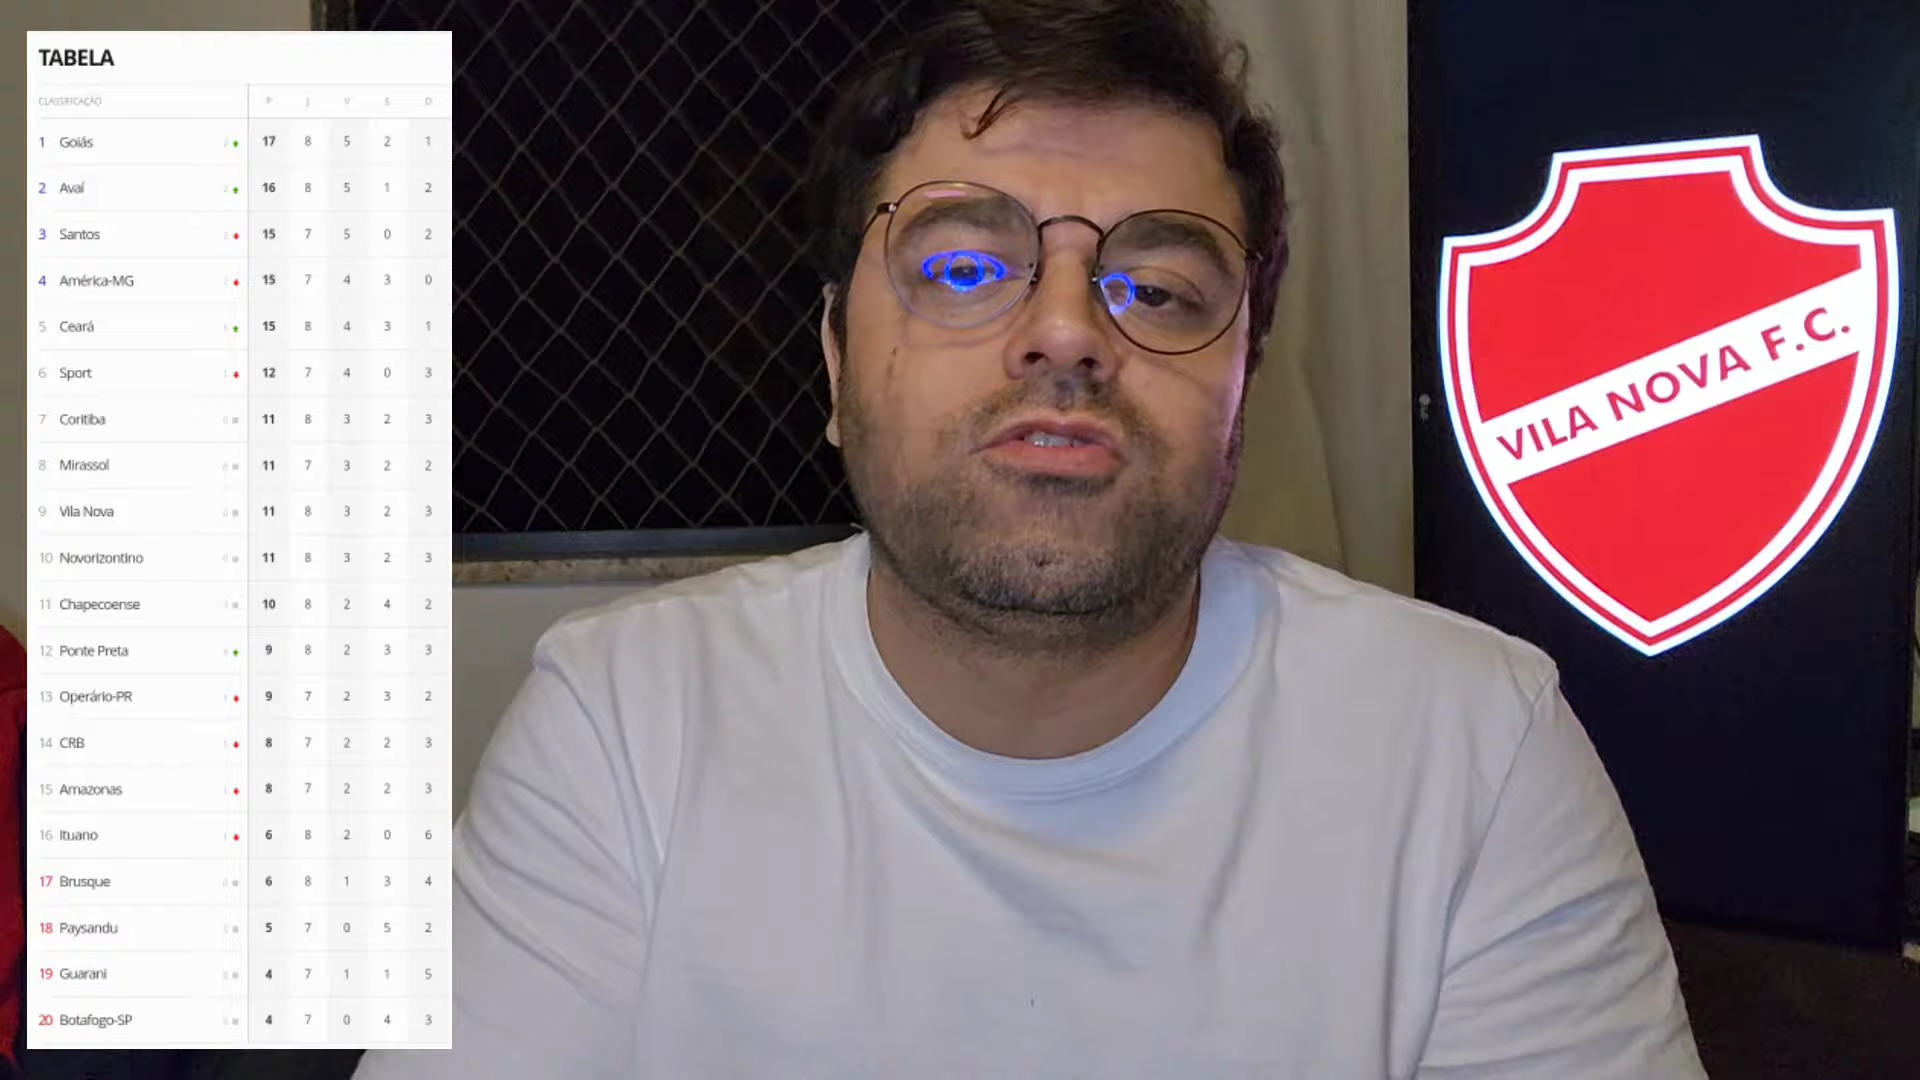 TABELA
CLASSIFICAÇÃO P J V E D
1 Goiás 17 8 5 2 1
2 Avaí 16 8 5 1 2
3 Santos 15 7 5 0 2
4 América-MG 15 7 4 3 0
5 Ceará 15 8 4 3 1
6 Sport 12 7 4 0 3
7 Coritiba 11 8 3 2 3
8 Mirassol 11 7 3 2 2
9 Vila Nova 11 8 3 2 3
10 Novorizontino 11 8 3 2 3
11 Chapecoense 10 8 2 4 2
12 Ponte Preta 9 8 2 3 3
13 Operário-PR 9 7 2 3 2
14 CRB 8 7 2 2 3
15 Amazonas 8 7 2 2 3
16 Ituano 6 8 2 0 6
17 Brusque 6 8 1 3 4
18 Paysandu 5 7 0 5 2
19 Guarani 4 7 1 1 5
20 Botafogo-SP 4 7 0 4 3
VILA NOVA F.C.